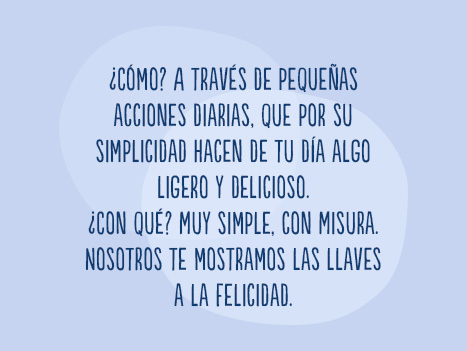 ¿CÓMO? A TRAVÉS DE PEQUEÑAS
ACCIONES DIARIAS, QUE POR SU
SIMPLICIDAD HACEN DE TU DÍA ALGO
LIGERO Y DELICIOSO.
¿CON QUÉ? MUY SIMPLE, CON MISURA.
NOSOTROS TE MOSTRAMOS LAS LLAVES
A LA FELICIDAD.